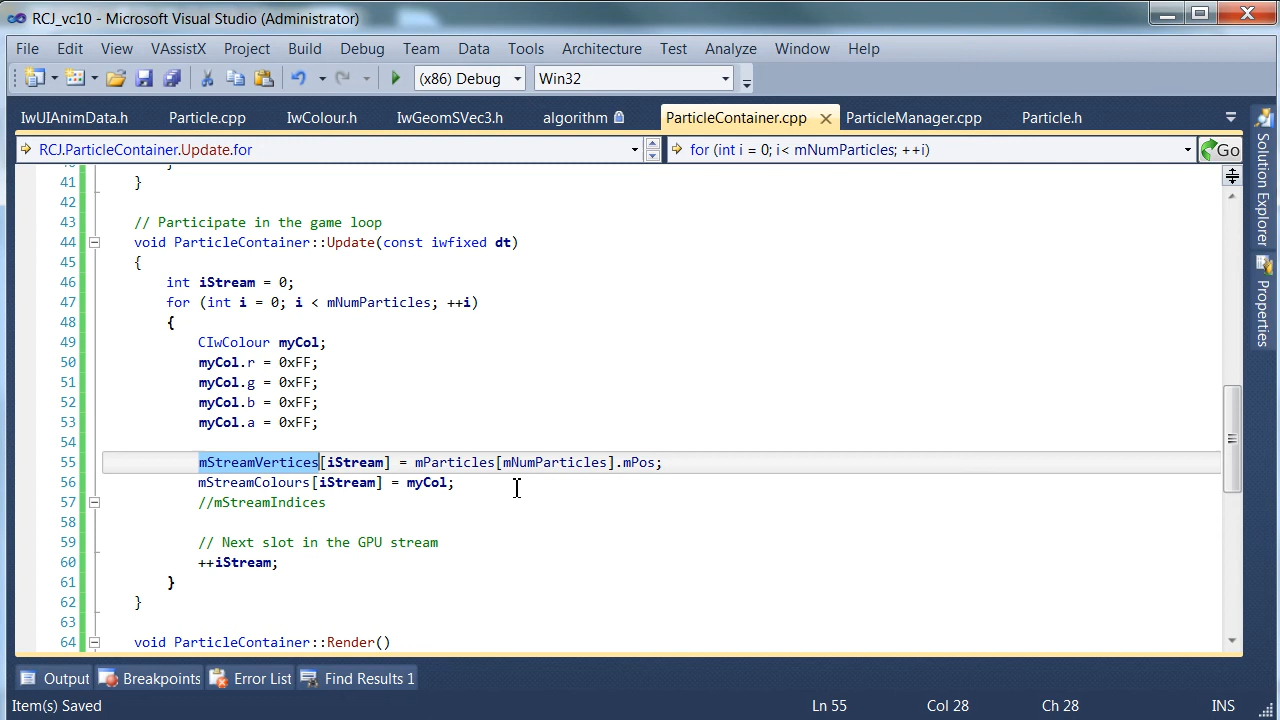 RCJ_vc10 - Microsoft Visual Studio (Administrator)
File Edit View VAssistX Project Build Debug Team Data Tools Architecture Test Analyze Window Help
(x86) Debug Win32
IwUIAnimData.h Particle.cpp IwColour.h IwGeomSVec3.h algorithm ParticleContainer.cpp ParticleManager.cpp Particle.h
RCJ.ParticleContainer.Update.for for (int i = 0; i< mNumParticles; ++i) Go
41 }
42
43 // Participate in the game loop
44 void ParticleContainer::Update(const iwfixed dt)
45 {
46 int iStream = 0;
47 for (int i = 0; i < mNumParticles; ++i)
48 {
49 CIwColour myCol;
50 myCol.r = 0xFF;
51 myCol.g = 0xFF;
52 myCol.b = 0xFF;
53 myCol.a = 0xFF;
54
55 mStreamVertices[iStream] = mParticles[mNumParticles].mPos;
56 mStreamColours[iStream] = myCol;
57 //mStreamIndices
58
59 // Next slot in the GPU stream
60 ++iStream;
61 }
62 }
63
64 void ParticleContainer::Render()
Solution Explorer
Properties
Output Breakpoints Error List Find Results 1
Item(s) Saved Ln 55 Col 28 Ch 28 INS